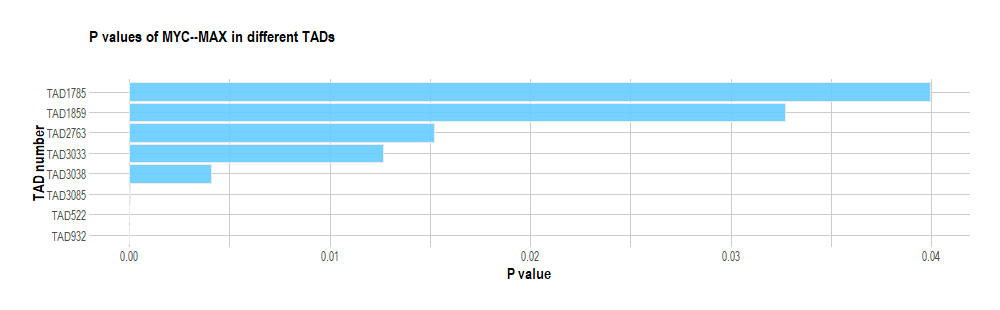 P values of MYC--MAX in different TADs
TAD number
TAD1785
TAD1859
TAD2763
TAD3033
TAD3038
TAD3085
TAD522
TAD932
0.00 0.01 0.02 0.03 0.04
P value